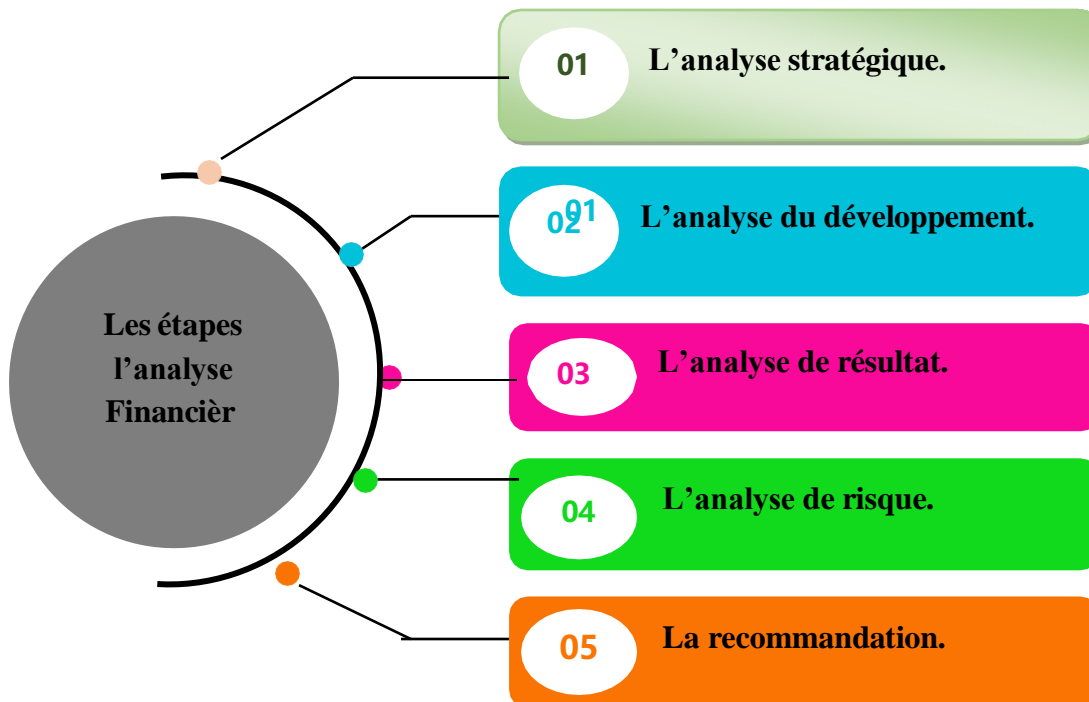 01
L’analyse stratégique.
02
01
L’analyse du développement.
Les étapes
l’analyse
Financièr
03
L’analyse de résultat.
04
L’analyse de risque.
05
La recommandation.